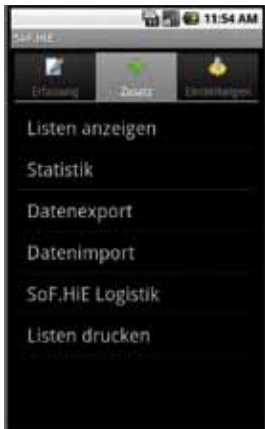 11:54 AM
SoF.HiE
Erfassung Zusatz Einstellungen
Listen anzeigen
Statistik
Datenexport
Datenimport
SoF.HiE Logistik
Listen drucken